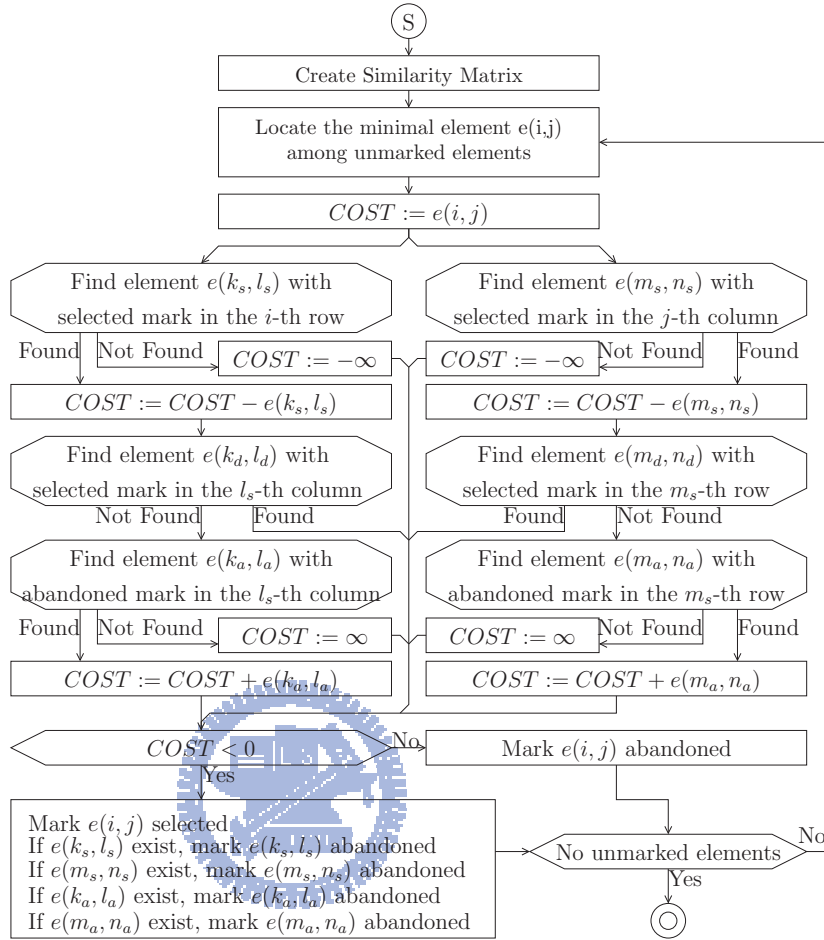 S
Create Similarity Matrix
Locate the minimal element e(i,j)
among unmarked elements
COST := e(i, j)
Find element e(k_s, l_s) with
selected mark in the i-th row
Find element e(m_s, n_s) with
selected mark in the j-th column
Found
Not Found
COST := −∞
COST := −∞
Not Found
Found
COST := COST − e(k_s, l_s)
COST := COST − e(m_s, n_s)
Find element e(k_d, l_d) with
selected mark in the l_s-th column
Find element e(m_d, n_d) with
selected mark in the m_s-th row
Not Found
Found
Found
Not Found
Find element e(k_a, l_a) with
abandoned mark in the l_s-th column
Find element e(m_a, n_a) with
abandoned mark in the m_s-th row
Found
Not Found
COST := ∞
COST := ∞
Not Found
Found
COST := COST + e(k_a, l_a)
COST := COST + e(m_a, n_a)
COST < 0
No
Mark e(i, j) abandoned
Yes
Mark e(i, j) selected
If e(k_s, l_s) exist, mark e(k_s, l_s) abandoned
If e(m_s, n_s) exist, mark e(m_s, n_s) abandoned
If e(k_a, l_a) exist, mark e(k_a, l_a) abandoned
If e(m_a, n_a) exist, mark e(m_a, n_a) abandoned
No unmarked elements
No
Yes